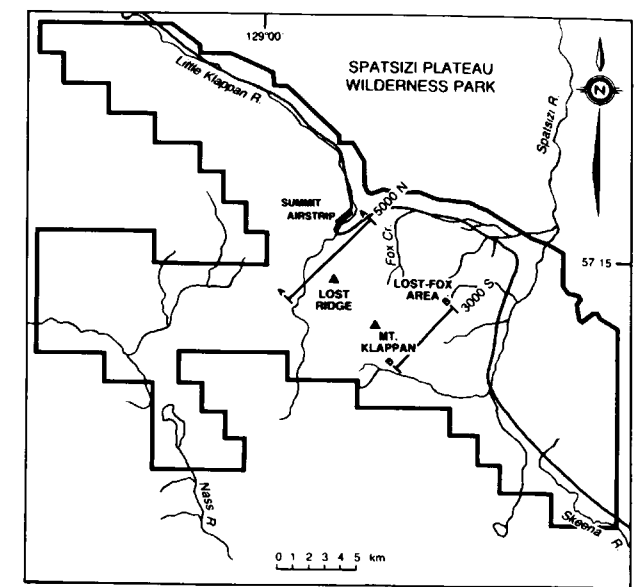 129°00'
SPATSIZI PLATEAU
WILDERNESS PARK
N
Little Klappan R.
Spatsizi R.
SUMMIT
AIRSTRIP
A
5000 N
Fox Cr.
57 15
A'
LOST
RIDGE
LOST-FOX
AREA
B'
3000 S
MT.
KLAPPAN
B
Nass R.
Skeena R.
0 1 2 3 4 5 km